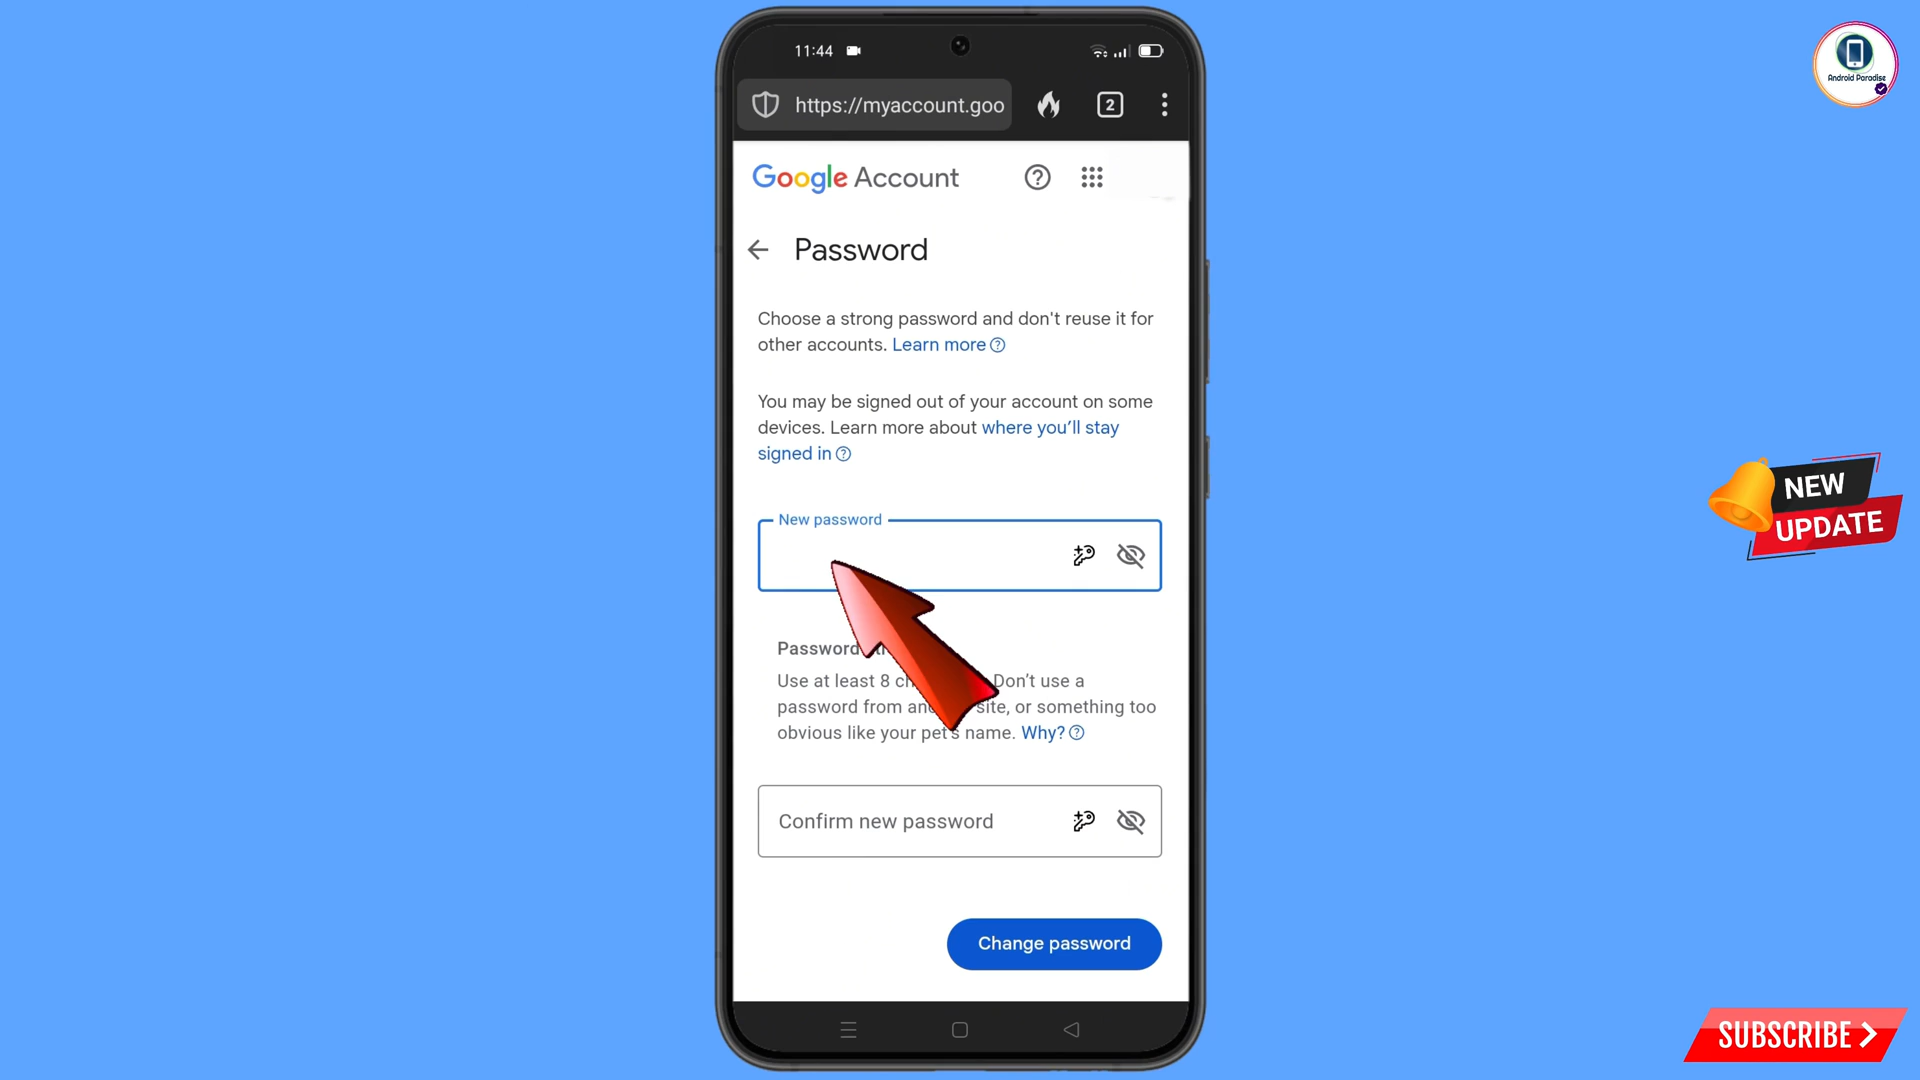 11:44
https://myaccount.goo
2
Google Account
Password
Choose a strong password and don't reuse it for
other accounts. Learn more
You may be signed out of your account on some
devices. Learn more about where you'll stay
signed in
New password
Password
Use at least 8 Don't use a
password from site, or something too
obvious like your pet's name. Why?
Confirm new password
Change password
Android Paradise
NEW
UPDATE
SUBSCRIBE